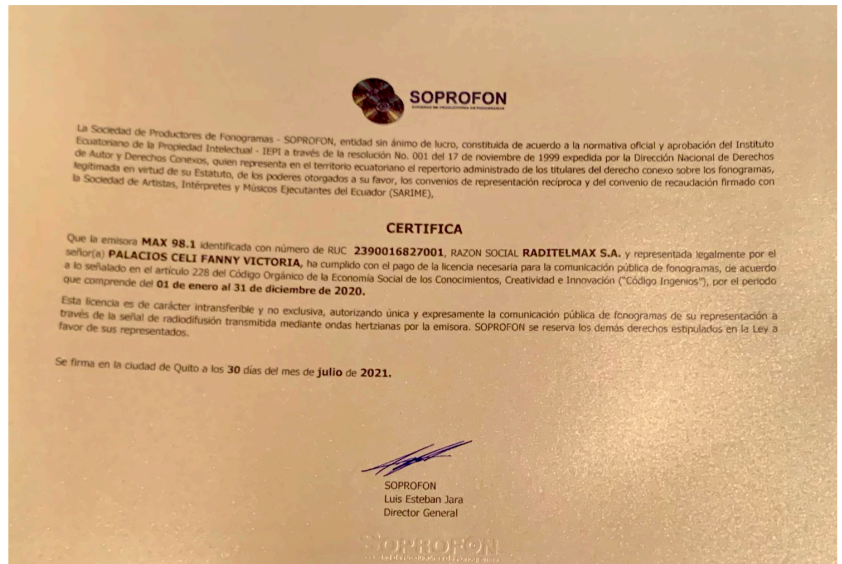 SOPROFON
SOCIEDAD DE PRODUCTORES DE FONOGRAMAS
La Sociedad de Productores de Fonogramas - SOPROFON, entidad sin ánimo de lucro, constituida de acuerdo a la normativa oficial y aprobación del Instituto
Ecuatoriano de la Propiedad Intelectual - IEPI a través de la resolución No. 001 del 17 de noviembre de 1999 expedida por la Dirección Nacional de Derechos
de Autor y Derechos Conexos, quien representa en el territorio ecuatoriano el repertorio administrado de los titulares del derecho conexo sobre los fonogramas,
legitimada en virtud de su Estatuto, de los poderes otorgados a su favor, los convenios de representación recíproca y del convenio de recaudación firmado con
la Sociedad de Artistas, Intérpretes y Músicos Ejecutantes del Ecuador (SARIME),
CERTIFICA
Que la emisora MAX 98.1 identificada con número de RUC 2390016827001, RAZON SOCIAL RADITELMAX S.A. y representada legalmente por el
señor(a) PALACIOS CELI FANNY VICTORIA, ha cumplido con el pago de la licencia necesaria para la comunicación pública de fonogramas, de acuerdo
a lo señalado en el artículo 228 del Código Orgánico de la Economía Social de los Conocimientos, Creatividad e Innovación ("Código Ingenios"), por el periodo
que comprende del 01 de enero al 31 de diciembre de 2020.
Esta licencia es de carácter intransferible y no exclusiva, autorizando única y expresamente la comunicación pública de fonogramas de su representación a
través de la señal de radiodifusión transmitida mediante ondas hertzianas por la emisora. SOPROFON se reserva los demás derechos estipulados en la Ley a
favor de sus representados.
Se firma en la ciudad de Quito a los 30 días del mes de julio de 2021.
SOPROFON
Luis Esteban Jara
Director General
SOPROFON